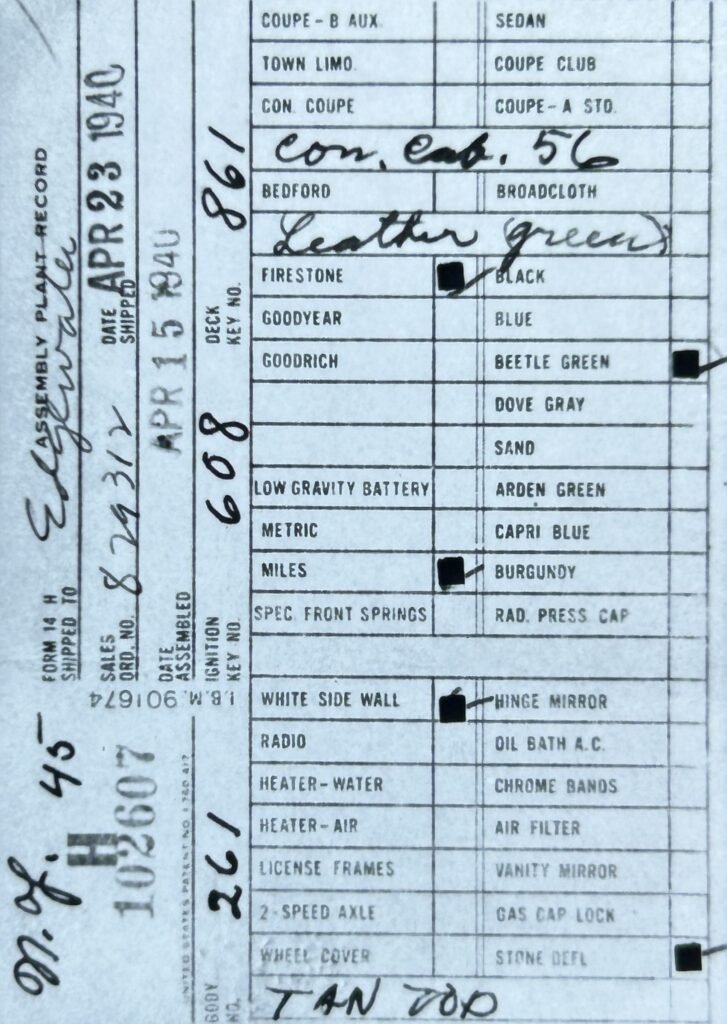 ASSEMBLY PLANT RECORD
FORM 14 H
SHIPPED TO Edgewater
SALES ORD. NO. 829312
DATE SHIPPED APR 23 1940
DATE ASSEMBLED APR 15 1940
IGNITION KEY NO. 608
DECK KEY NO. 861
I.B.M. 901674
N. Y. 45
H
102607
UNITED STATES PATENT NO.
BODY NO. 261
COUPE-B AUX. SEDAN
TOWN LIMO. COUPE CLUB
CON. COUPE COUPE-A STD.
Con. Cab. 56
BEDFORD BROADCLOTH
Leather (green)
FIRESTONE BLACK
GOODYEAR BLUE
GOODRICH BEETLE GREEN
DOVE GRAY
SAND
LOW GRAVITY BATTERY ARDEN GREEN
METRIC CAPRI BLUE
MILES BURGUNDY
SPEC. FRONT SPRINGS RAD. PRESS CAP
WHITE SIDE WALL HINGE MIRROR
RADIO OIL BATH A.C.
HEATER-WATER CHROME BANDS
HEATER-AIR AIR FILTER
LICENSE FRAMES VANITY MIRROR
2-SPEED AXLE GAS CAP LOCK
WHEEL COVER STONE DEFL
TAN TOP